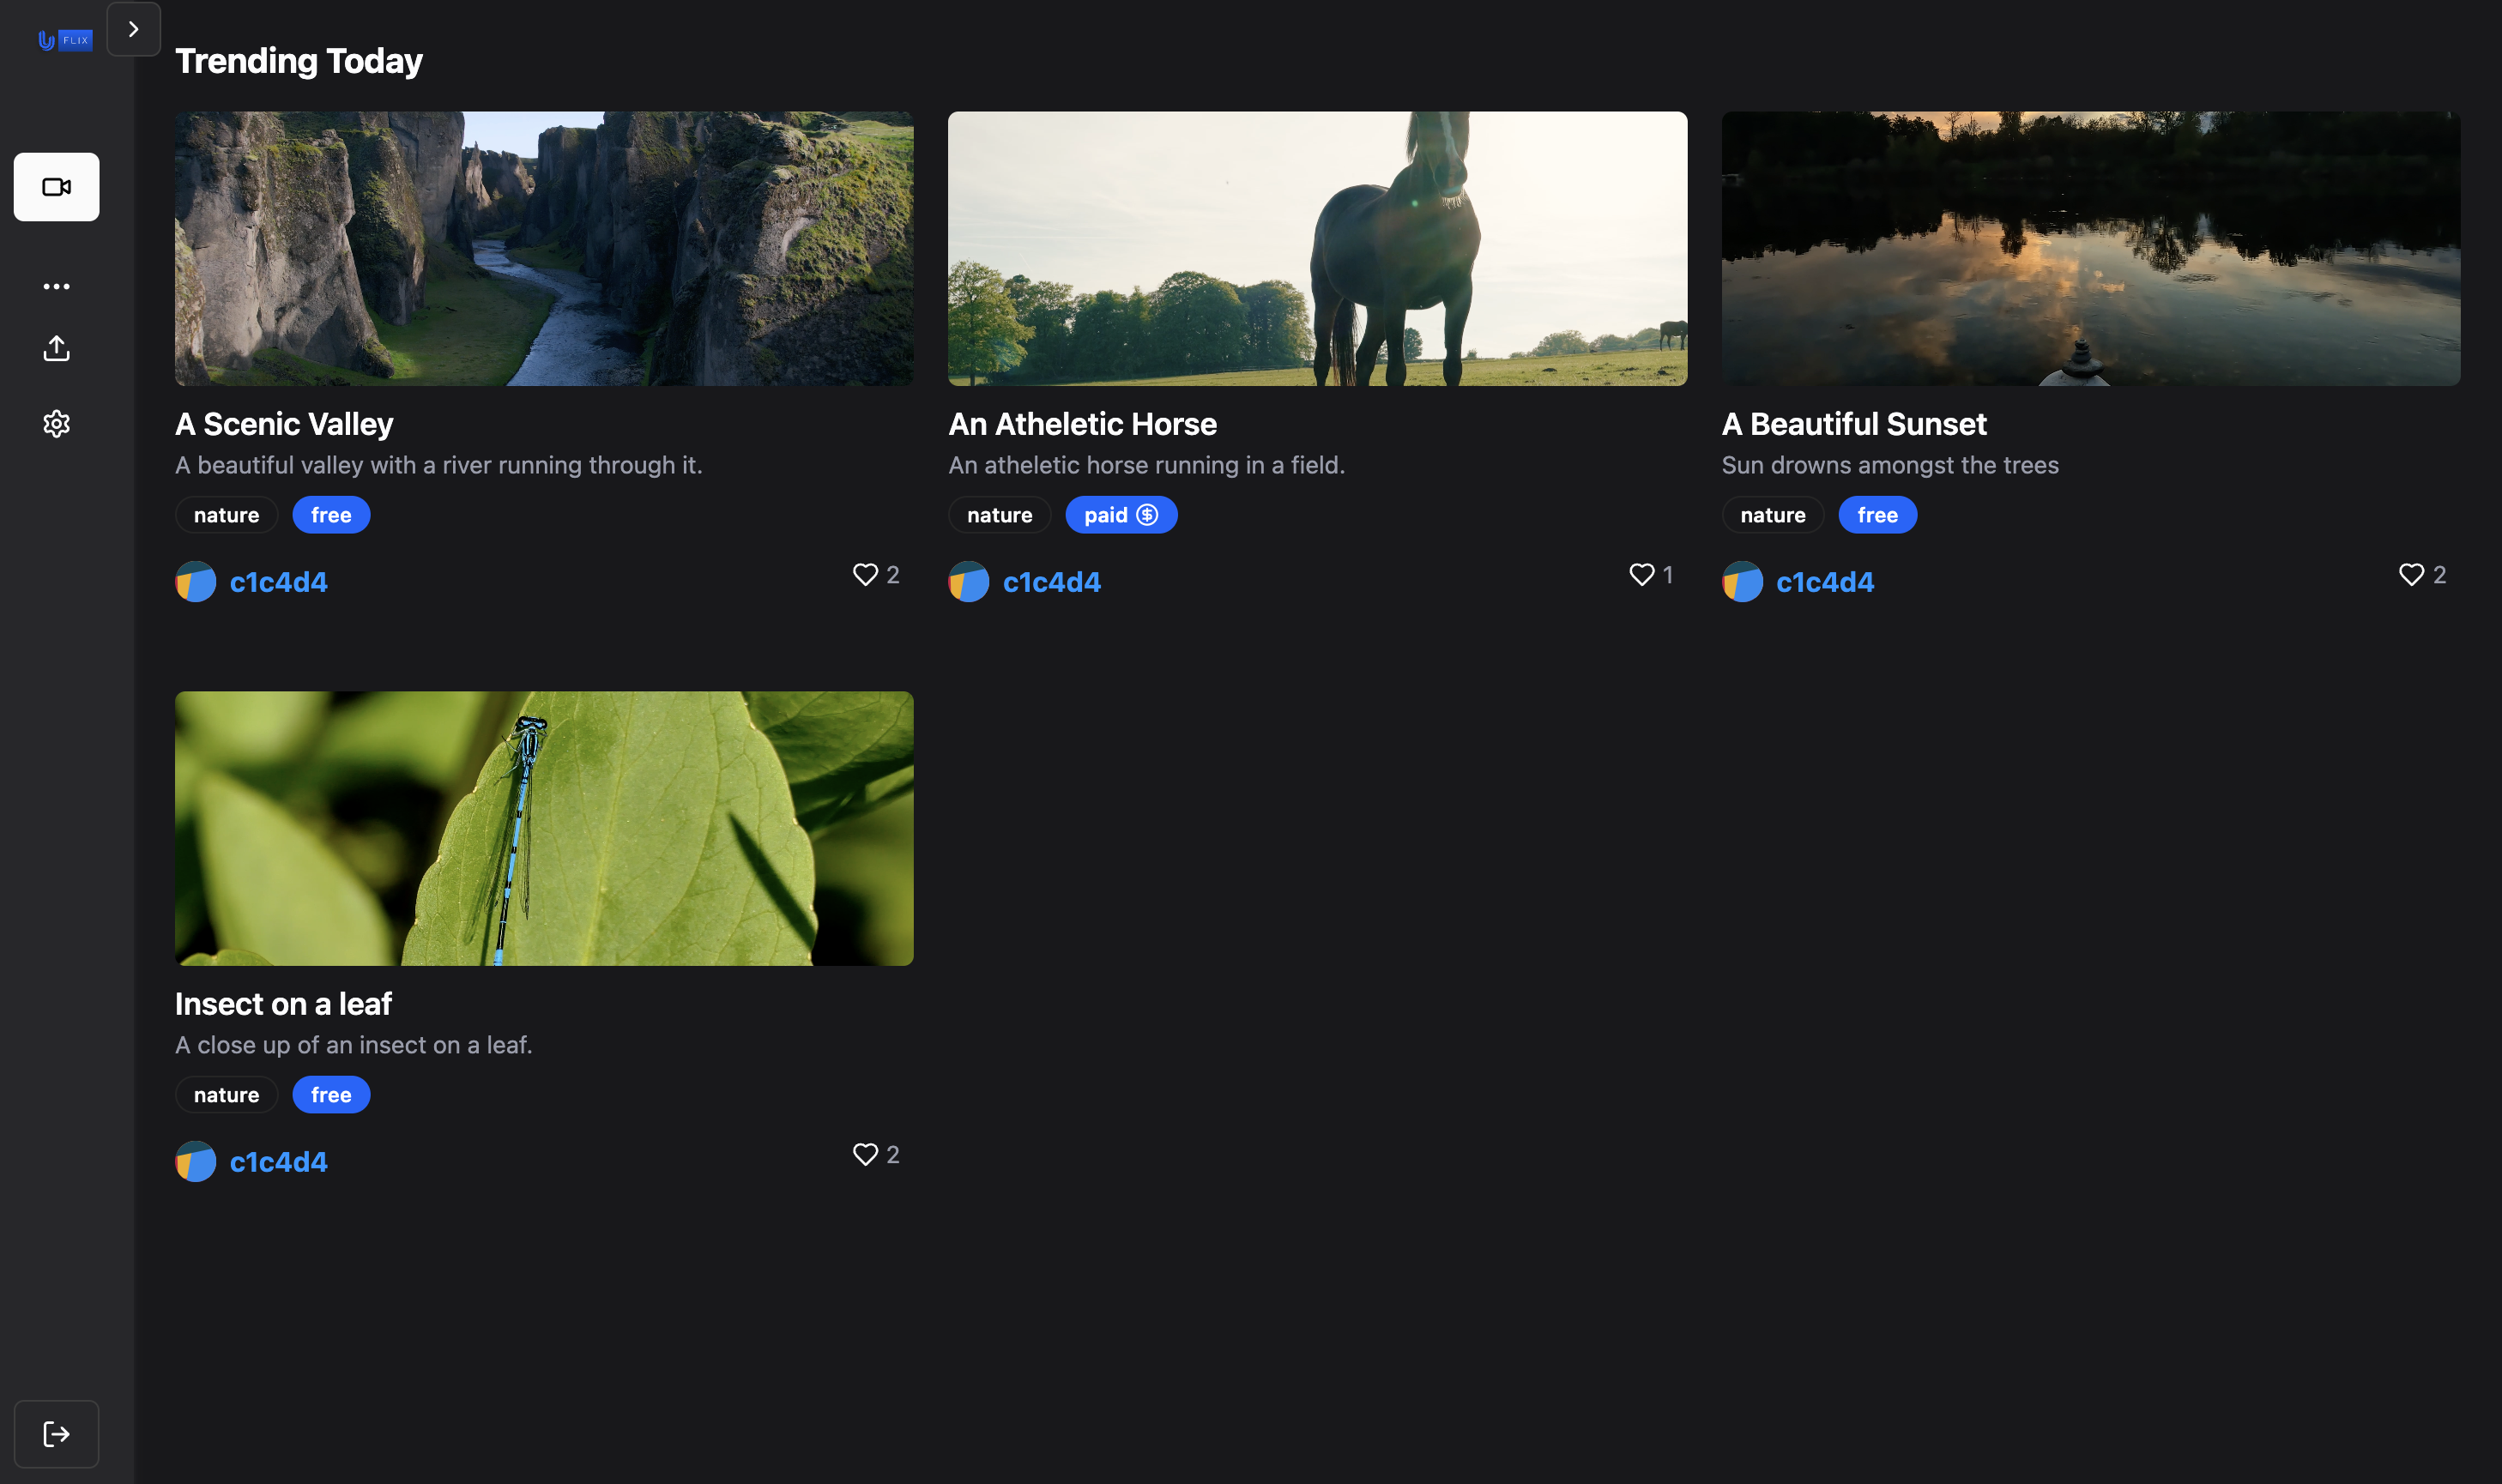 FLIX
Trending Today
A Scenic Valley
A beautiful valley with a river running through it.
nature free
c1c4d4 2
An Atheletic Horse
An atheletic horse running in a field.
nature paid
c1c4d4 1
A Beautiful Sunset
Sun drowns amongst the trees
nature free
c1c4d4 2
Insect on a leaf
A close up of an insect on a leaf.
nature free
c1c4d4 2